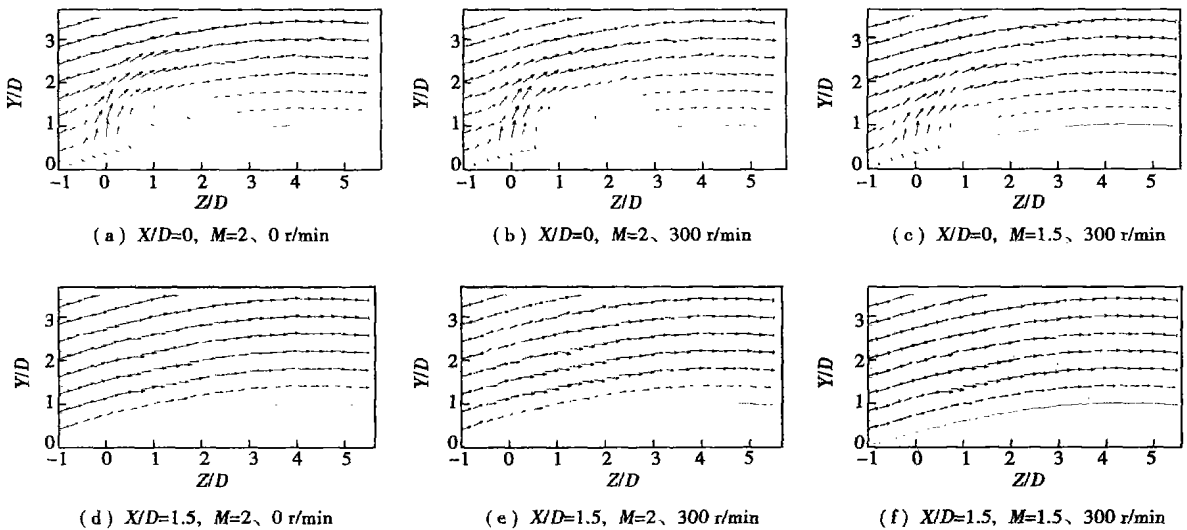 3
2
1
0
Y/D
-1 0 1 2 3 4 5
Z/D
(a) X/D=0, M=2、0 r/min
3
2
1
0
Y/D
-1 0 1 2 3 4 5
Z/D
(b) X/D=0, M=2、300 r/min
3
2
1
0
Y/D
-1 0 1 2 3 4 5
Z/D
(c) X/D=0, M=1.5、300 r/min
3
2
1
0
Y/D
-1 0 1 2 3 4 5
Z/D
(d) X/D=1.5, M=2、0 r/min
3
2
1
0
Y/D
-1 0 1 2 3 4 5
Z/D
(e) X/D=1.5, M=2、300 r/min
3
2
1
0
Y/D
-1 0 1 2 3 4 5
Z/D
(f) X/D=1.5, M=1.5、300 r/min